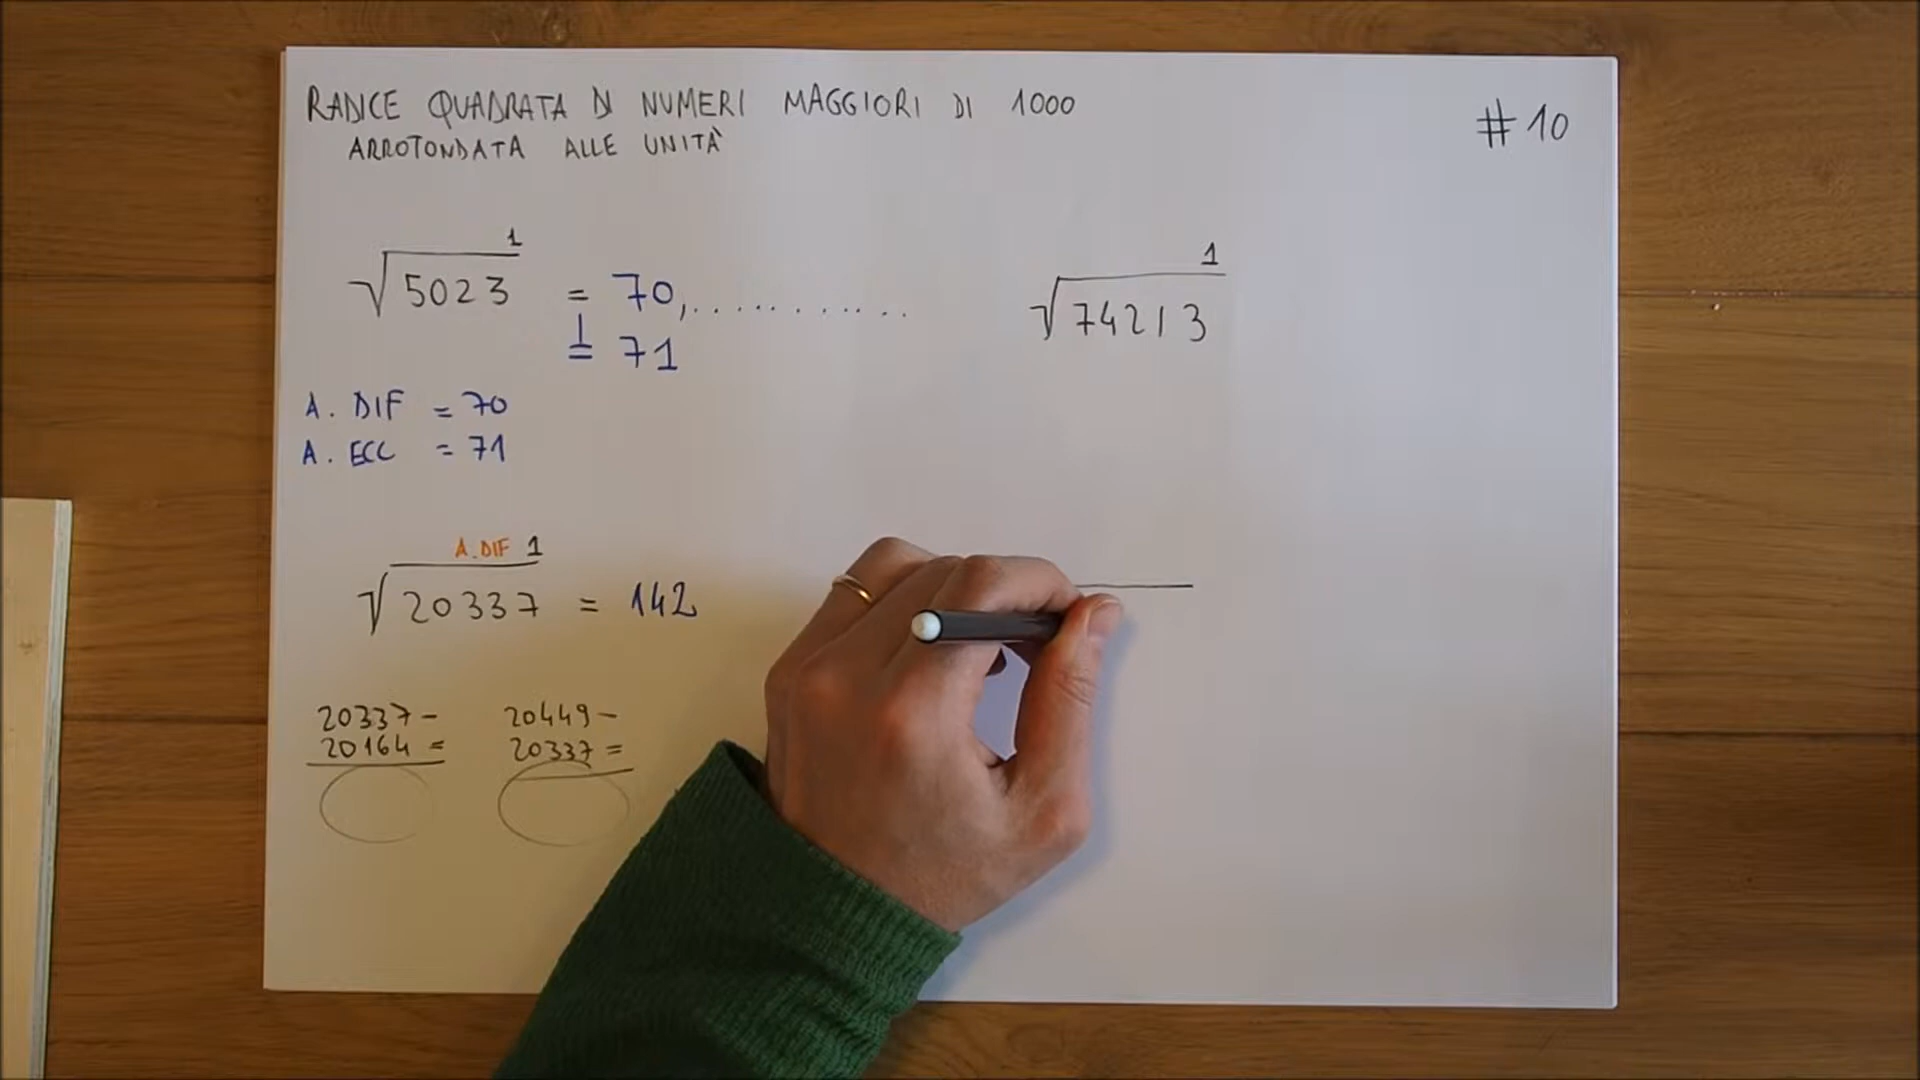 RADICE QUADRATA DI NUMERI MAGGIORI DI 1000
ARROTONDATA ALLE UNITÀ
#10
1
√5023 = 70,...........
= 71
A. DIF = 70
A. ECC = 71
A.DIF 1
√20337 = 142
20337 -
20164 =
20449 -
20337 =
1
√74213